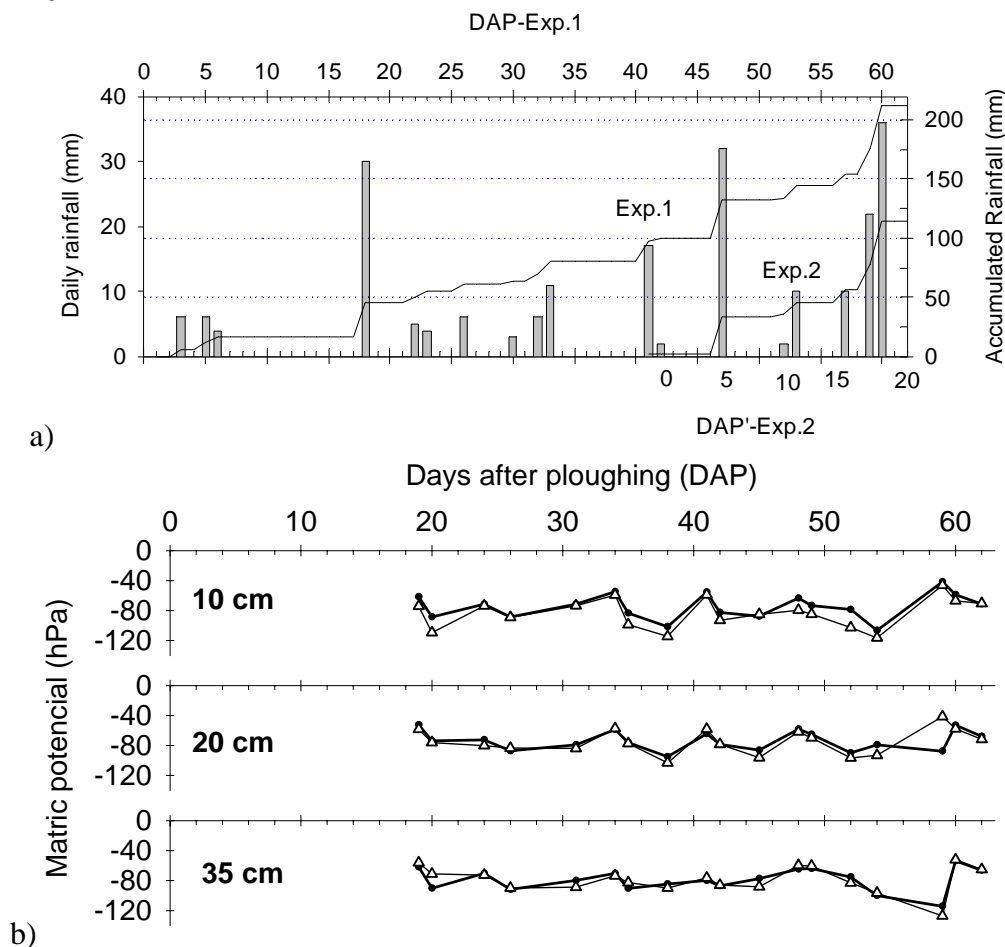 DAP-Exp.1
0 5 10 15 20 25 30 35 40 45 50 55 60
40
30
20
10
0
Daily rainfall (mm)
200
150
100
50
0
Accumulated Rainfall (mm)
Exp.1
Exp.2
0 5 10 15 20
DAP'-Exp.2
a)
Days after ploughing (DAP)
0 10 20 30 40 50 60
Matric potencial (hPa)
0
-40
-80
-120
10 cm
0
-40
-80
-120
20 cm
0
-40
-80
-120
35 cm
b)